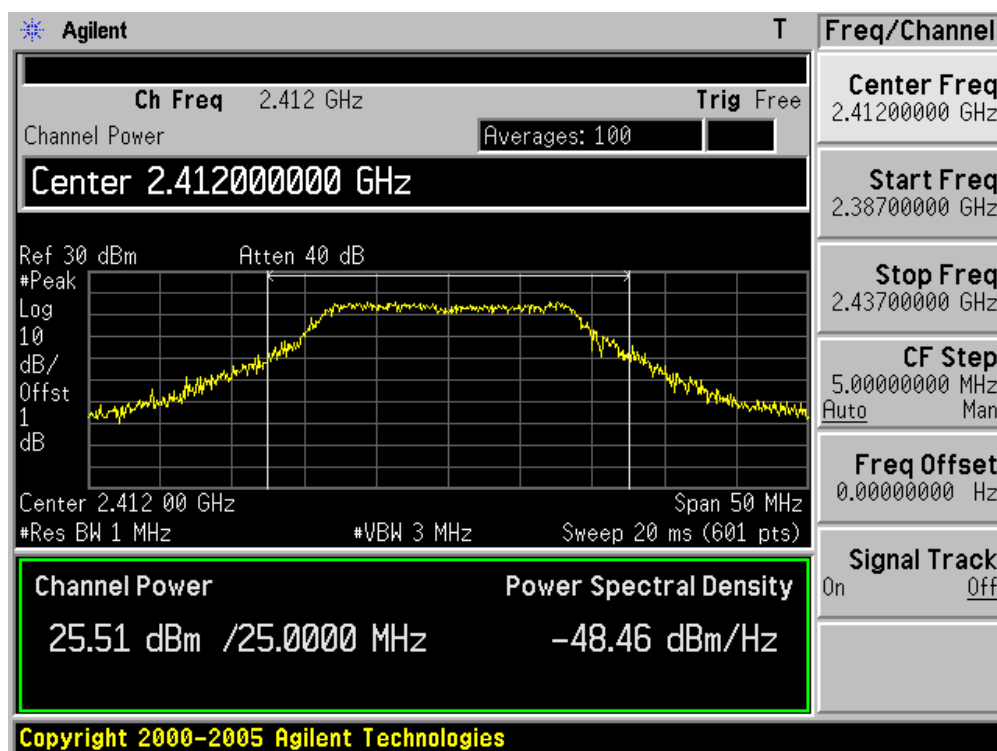 Agilent T
Ch Freq 2.412 GHz Trig Free
Channel Power Averages: 100
Center 2.412000000 GHz
Ref 30 dBm Atten 40 dB
#Peak
Log
10
dB/
Offst
1
dB
Center 2.412 00 GHz Span 50 MHz
#Res BW 1 MHz #VBW 3 MHz Sweep 20 ms (601 pts)
Channel Power Power Spectral Density
25.51 dBm /25.0000 MHz -48.46 dBm/Hz
Copyright 2000-2005 Agilent Technologies
Freq/Channel
Center Freq
2.41200000 GHz
Start Freq
2.38700000 GHz
Stop Freq
2.43700000 GHz
CF Step
5.00000000 MHz
Auto Man
Freq Offset
0.00000000 Hz
Signal Track
On Off